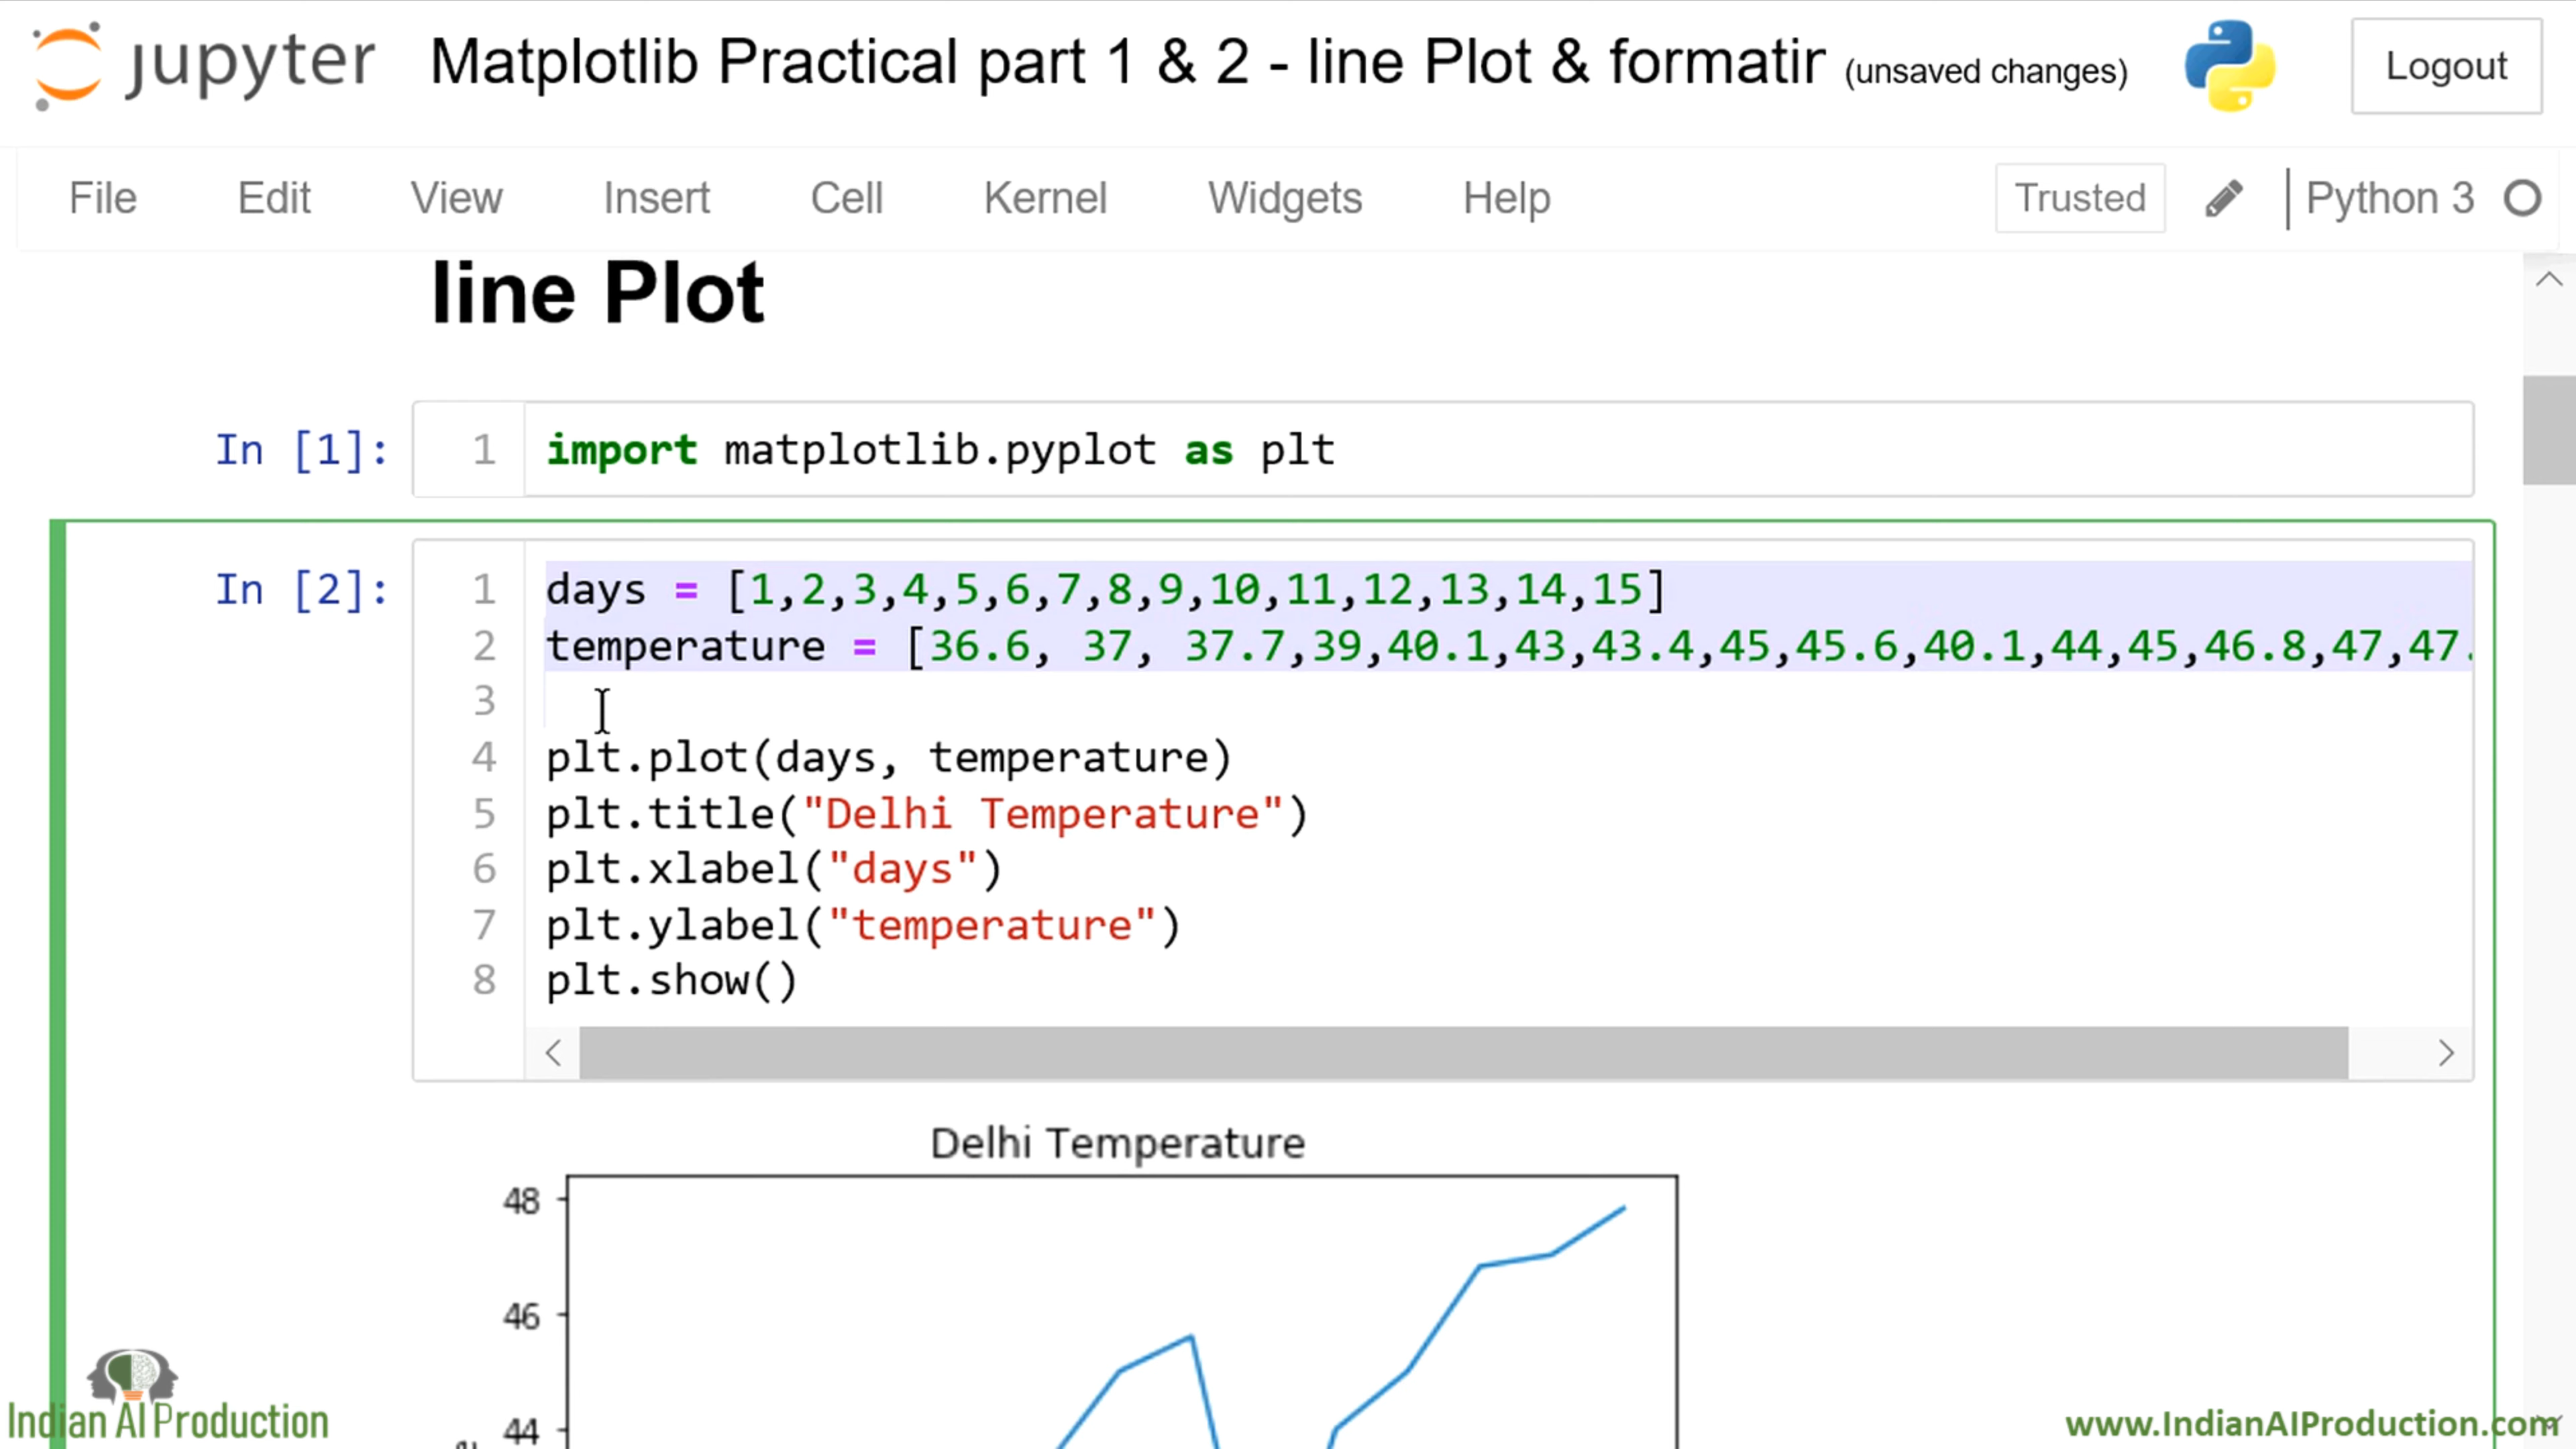 jupyter Matplotlib Practical part 1 & 2 - line Plot & formatir (unsaved changes) Logout
File Edit View Insert Cell Kernel Widgets Help Trusted Python 3
line Plot
In [1]: 1 import matplotlib.pyplot as plt
In [2]: 1 days = [1,2,3,4,5,6,7,8,9,10,11,12,13,14,15]
2 temperature = [36.6, 37, 37.7,39,40.1,43,43.4,45,45.6,40.1,44,45,46.8,47,47.
3
4 plt.plot(days, temperature)
5 plt.title("Delhi Temperature")
6 plt.xlabel("days")
7 plt.ylabel("temperature")
8 plt.show()
Delhi Temperature
48
46
44
Indian AI Production
www.IndianAIProduction.com